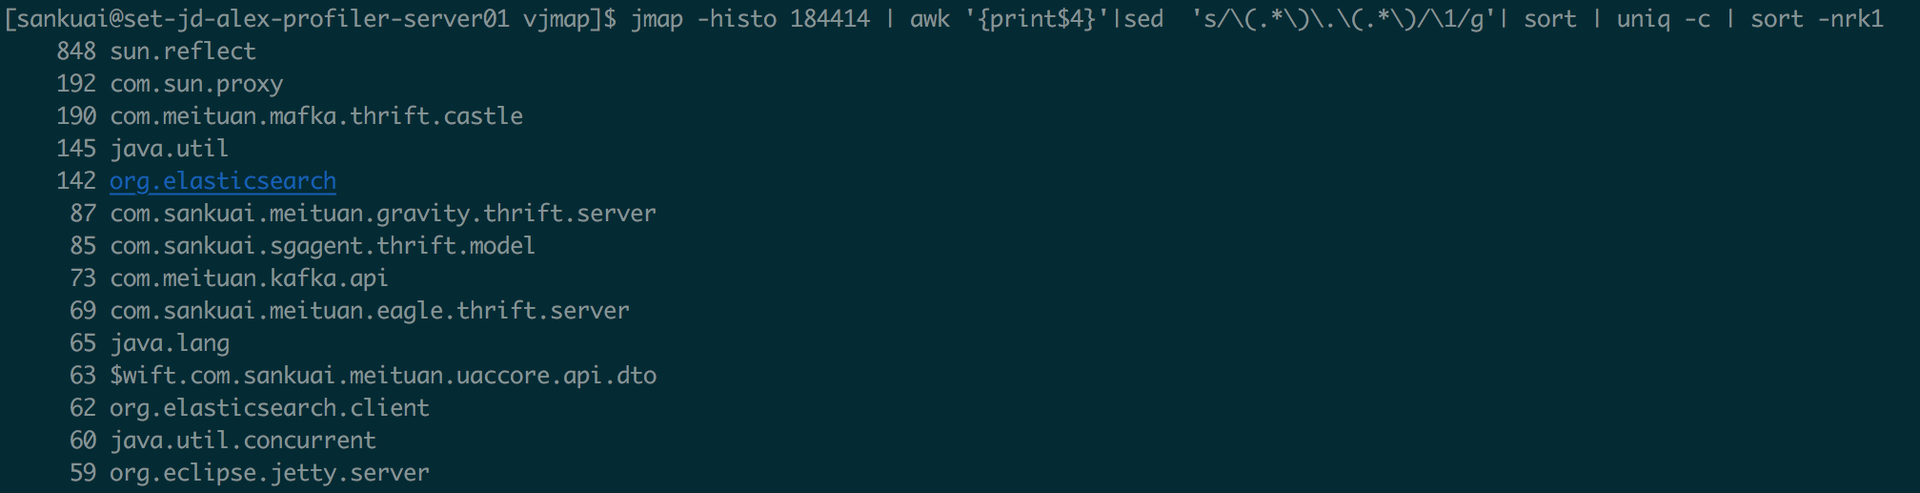 [sankuai@set-jd-alex-profiler-server01 vjmap]$ jmap -histo 184414 | awk '{print$4}'|sed  's/\(.*\)\.\(.*\)/\1/g'| sort | uniq -c | sort -nrk1
848 sun.reflect
192 com.sun.proxy
190 com.meituan.mafka.thrift.castle
145 java.util
142 org.elasticsearch
87 com.sankuai.meituan.gravity.thrift.server
85 com.sankuai.sgagent.thrift.model
73 com.meituan.kafka.api
69 com.sankuai.meituan.eagle.thrift.server
65 java.lang
63 $wift.com.sankuai.meituan.uaccore.api.dto
62 org.elasticsearch.client
60 java.util.concurrent
59 org.eclipse.jetty.server